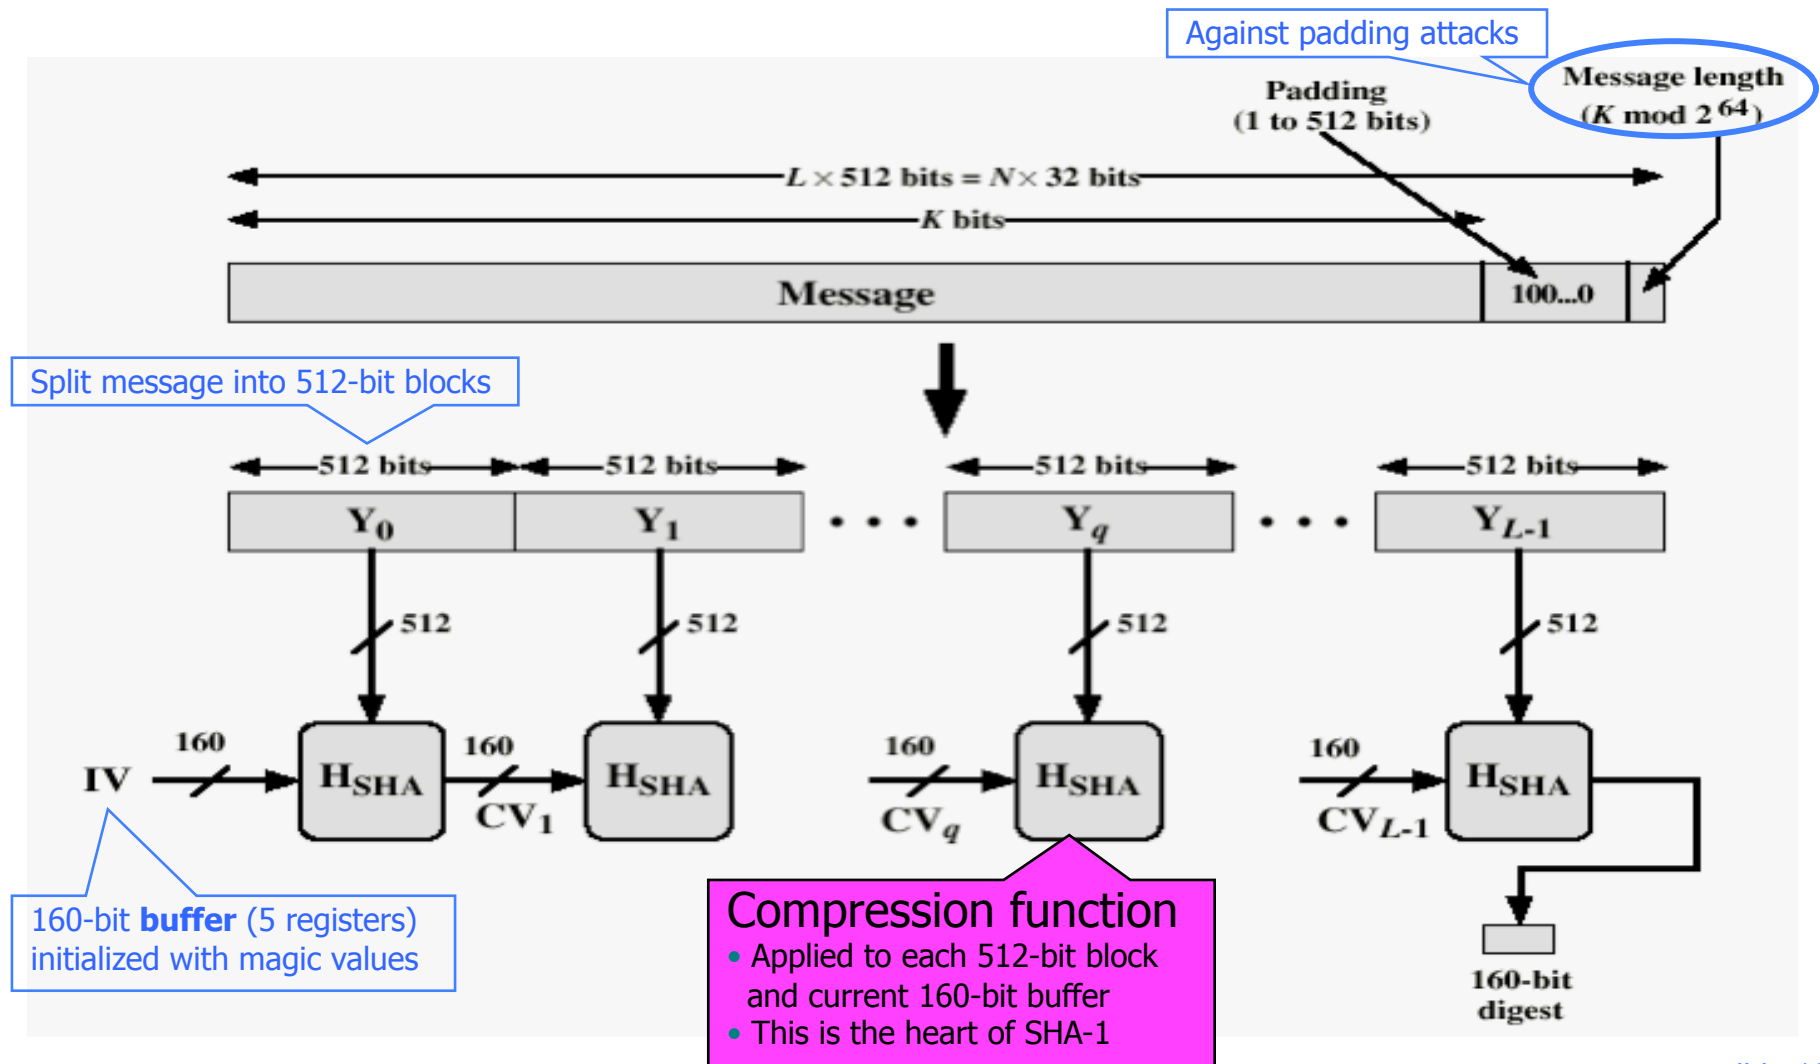 Against padding attacks
Message length
(K mod 2^64)
Padding
(1 to 512 bits)
L × 512 bits = N × 32 bits
K bits
Message
100...0
Split message into 512-bit blocks
512 bits
512 bits
512 bits
512 bits
Y0
Y1
• • •
Yq
• • •
YL-1
512
512
512
512
160
160
160
160
IV
HSHA
CV1
HSHA
CVq
HSHA
CVL-1
HSHA
160-bit buffer (5 registers)
initialized with magic values
Compression function
• Applied to each 512-bit block
and current 160-bit buffer
• This is the heart of SHA-1
160-bit
digest